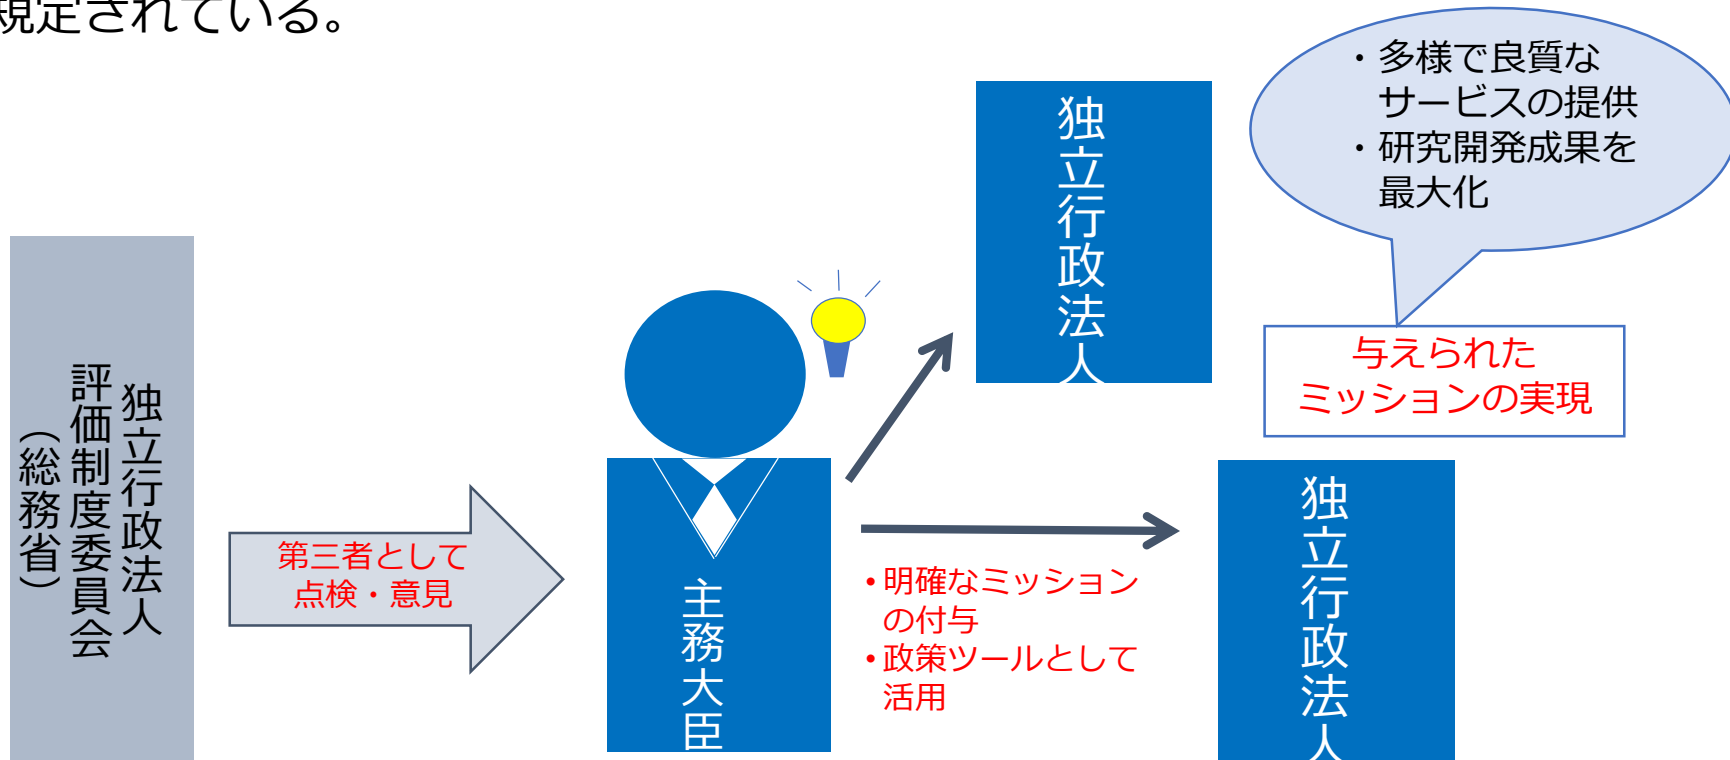 規定されている。
独立行政法人
評価制度委員会
（総務省）
第三者として
点検・意見
主務大臣
・明確なミッション
の付与
・政策ツールとして
活用
独立行政法人
独立行政法人
・多様で良質な
サービスの提供
・研究開発成果を
最大化
与えられた
ミッションの実現